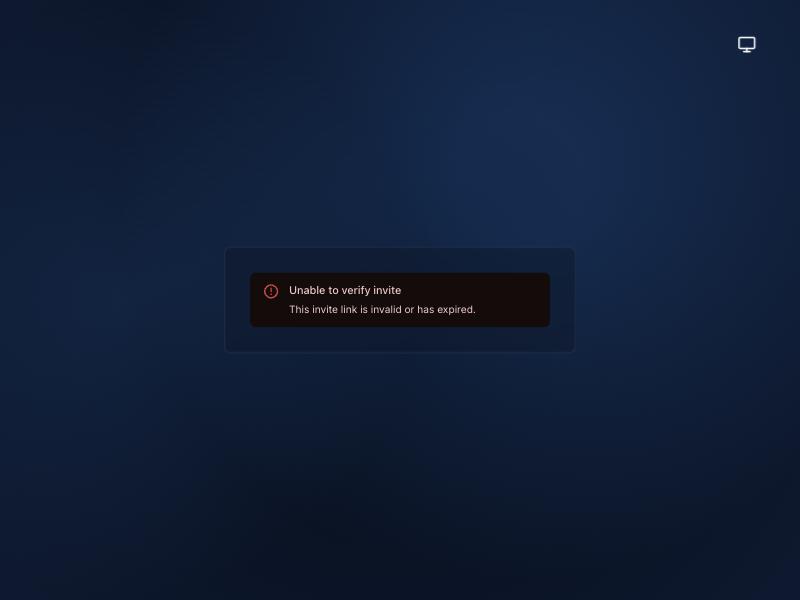 Unable to verify invite
This invite link is invalid or has expired.